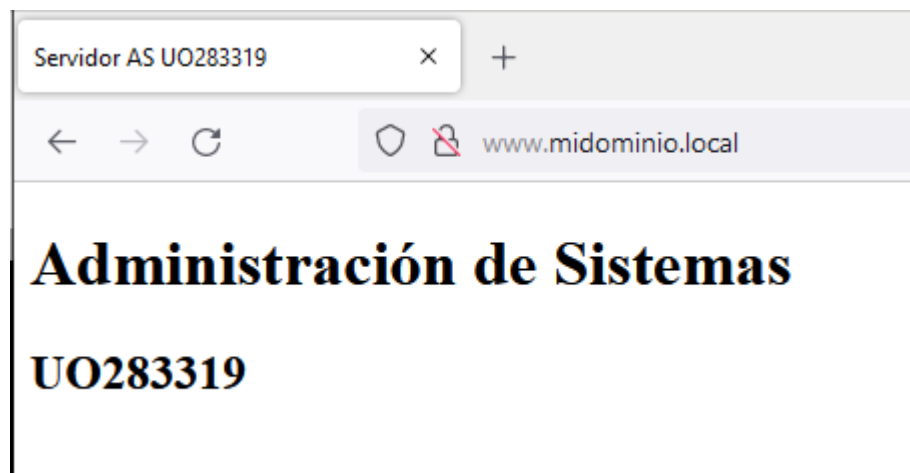 Servidor AS UO283319
www.midominio.local
Administración de Sistemas
UO283319